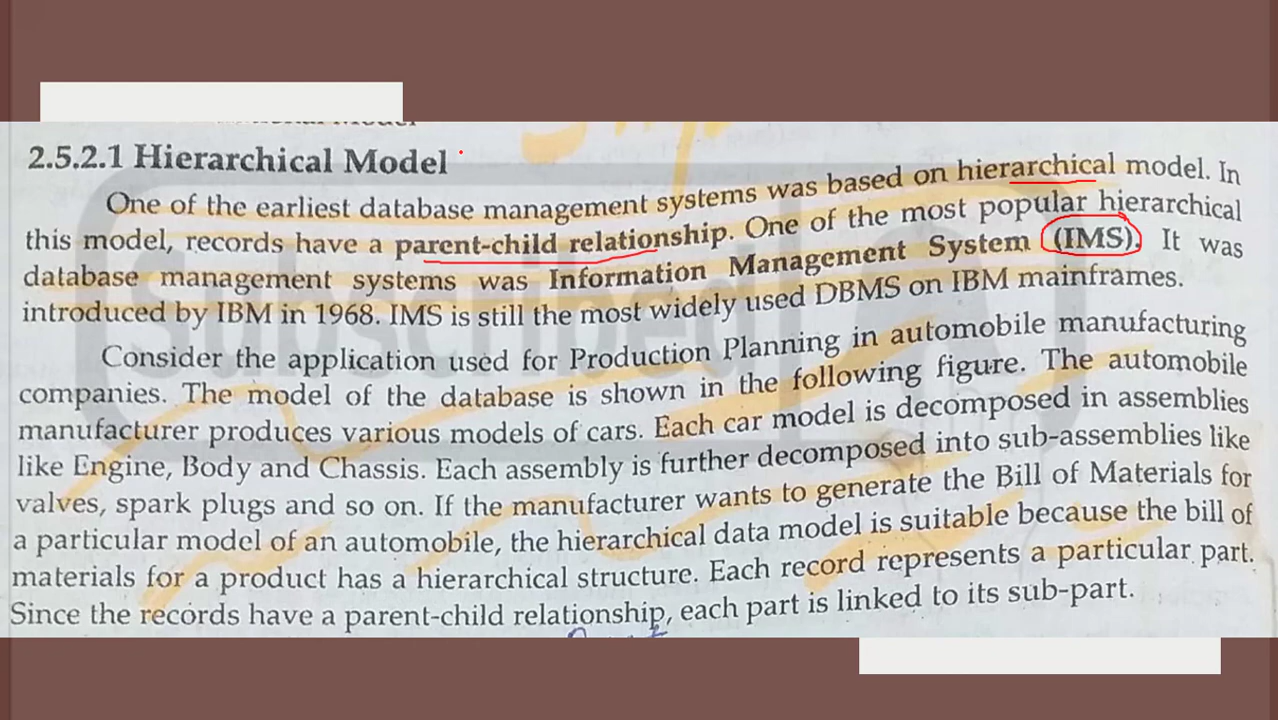 2.5.2.1 Hierarchical Model
One of the earliest database management systems was based on hierarchical model. In
this model, records have a parent-child relationship. One of the most popular hierarchical
database management systems was Information Management System (IMS). It was
introduced by IBM in 1968. IMS is still the most widely used DBMS on IBM mainframes.
Consider the application used for Production Planning in automobile manufacturing
companies. The model of the database is shown in the following figure. The automobile
manufacturer produces various models of cars. Each car model is decomposed in assemblies
like Engine, Body and Chassis. Each assembly is further decomposed into sub-assemblies like
valves, spark plugs and so on. If the manufacturer wants to generate the Bill of Materials for
a particular model of an automobile, the hierarchical data model is suitable because the bill of
materials for a product has a hierarchical structure. Each record represents a particular part.
Since the records have a parent-child relationship, each part is linked to its sub-part.
Subscribed